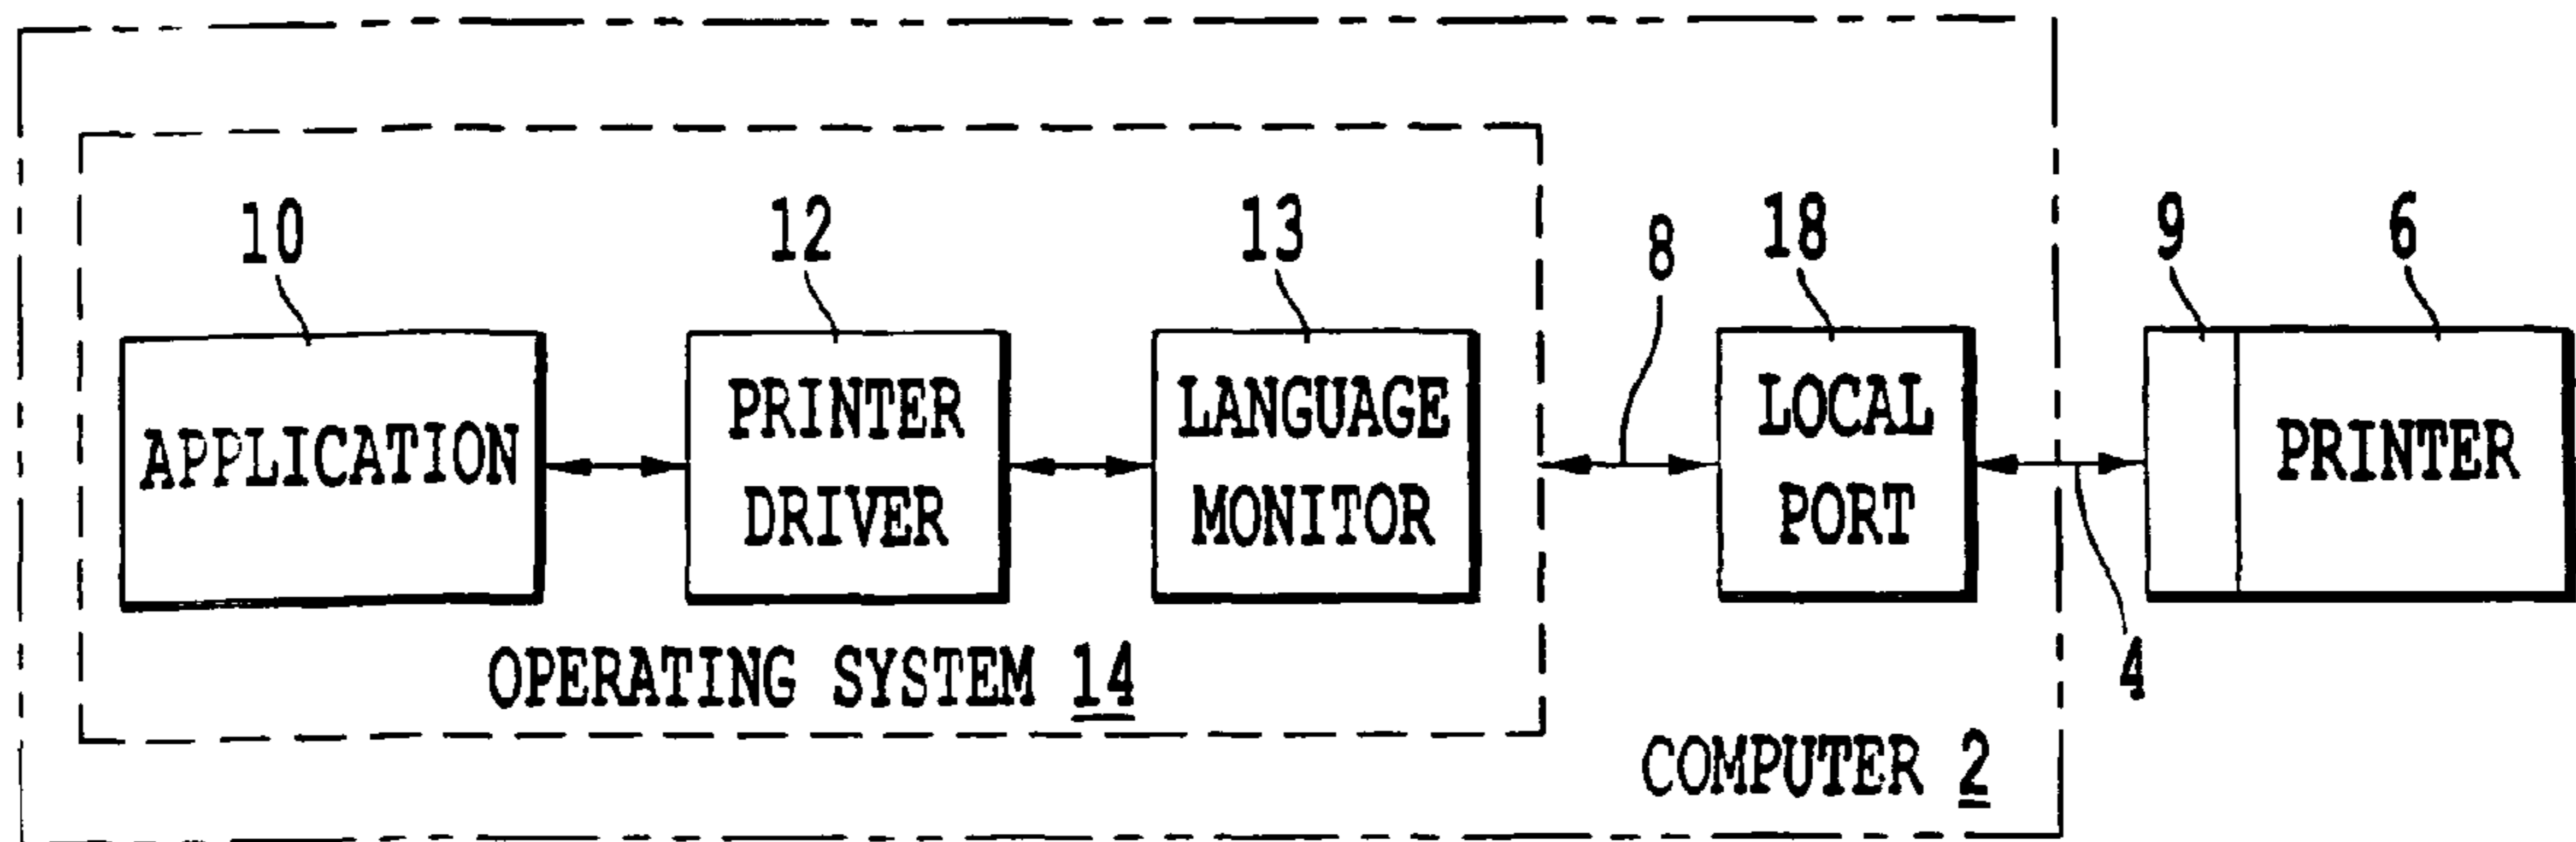 10
12
13
8
18
9
6
APPLICATION
PRINTER
DRIVER
LANGUAGE
MONITOR
LOCAL
PORT
PRINTER
4
OPERATING SYSTEM 14
COMPUTER 2